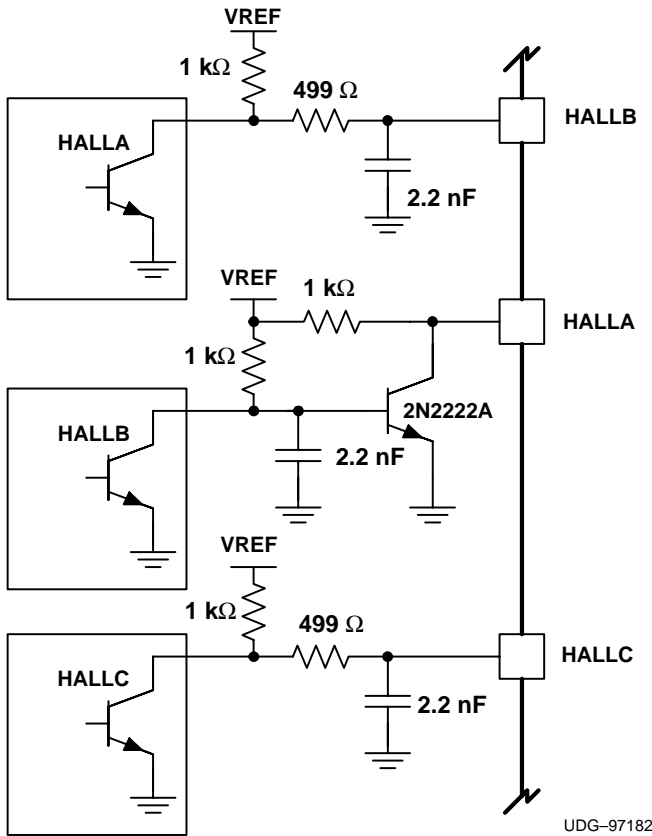 VREF
1 kΩ
499 Ω
HALLB
HALLA
2.2 nF
VREF
1 kΩ
HALLA
1 kΩ
2N2222A
HALLB
2.2 nF
VREF
1 kΩ
499 Ω
HALLC
HALLC
2.2 nF
UDG–97182